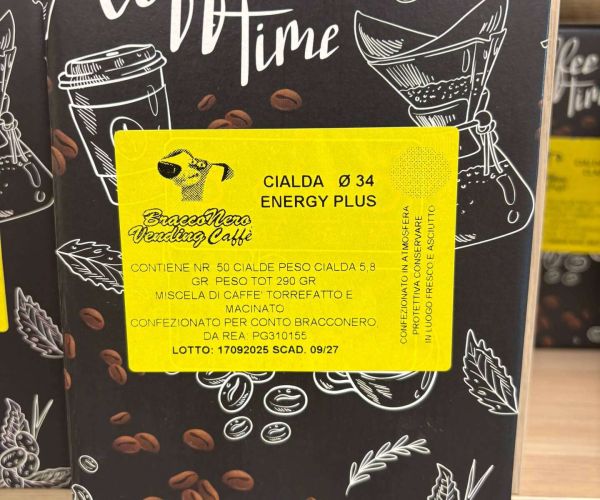 Coffee
time
CIALDA Ø 34
ENERGY PLUS
BraccoNero
Vending Caffè
CONTIENE NR 50 CIALDE PESO CIALDA 5,8
GR PESO TOT 290 GR
MISCELA DI CAFFE' TORREFATTO E
MACINATO
CONFEZIONATO PER CONTO BRACCONERO
DA REA: PG310155
LOTTO: 17092025 SCAD. 09/27
CONFEZIONATO IN ATMOSFERA
PROTETTIVA CONSERVARE
IN LUOGO FRESCO E ASCIUTTO
time